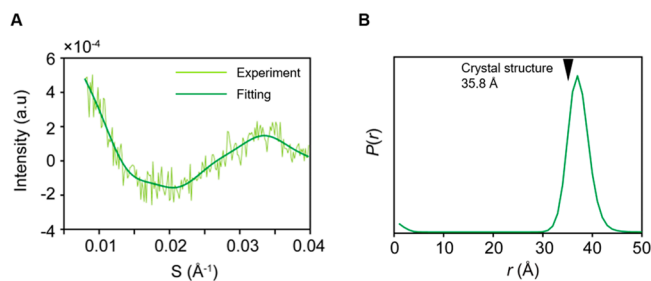 A
×10⁻⁴
6
4
2
0
-2
-4
Intensity (a.u)
Experiment
Fitting
0.01
0.02
0.03
0.04
S (Å⁻¹)
B
Crystal structure
35.8 Å
P(r)
0
10
20
30
40
50
r (Å)